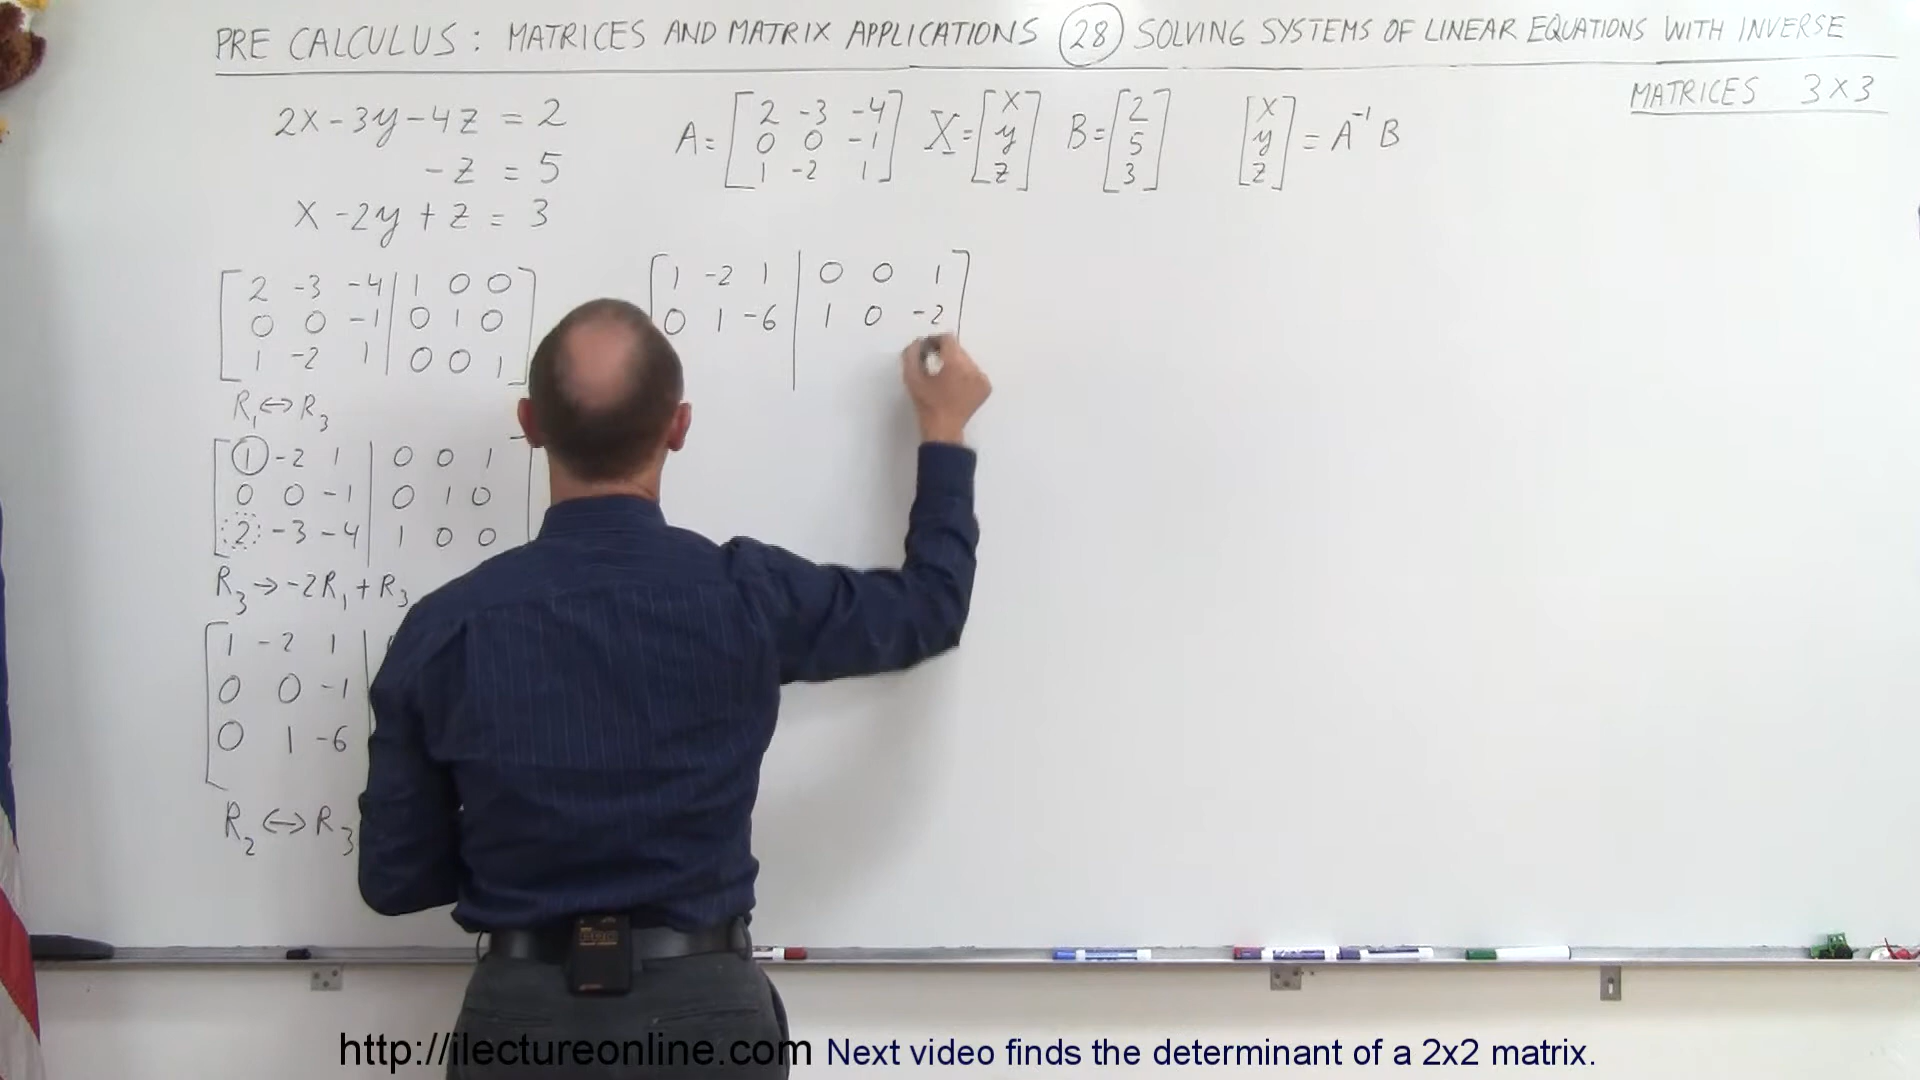 PRE CALCULUS: MATRICES AND MATRIX APPLICATIONS (28) SOLVING SYSTEMS OF LINEAR EQUATIONS WITH INVERSE
MATRICES 3X3
2X-3y-4Z = 2
-Z = 5
X-2y+Z = 3
A = [2 -3 -4
0 0 -1
1 -2 1]
X = [X
y
Z]
B = [2
5
3]
[X
y
Z] = A⁻¹ B
[2 -3 -4 | 1 0 0
0 0 -1 | 0 1 0
1 -2 1 | 0 0 1]
R₁↔R₃
[1 -2 1 | 0 0 1
0 0 -1 | 0 1 0
2 -3 -4 | 1 0 0
R₃→-2R₁+R₃
[1 -2 1 |
0 0 -1 |
0 1 -6 |
R₂↔R₃
[1 -2 1 | 0 0 1]
0 1 -6 | 1 0 -2
http://ilectureonline.com Next video finds the determinant of a 2x2 matrix.